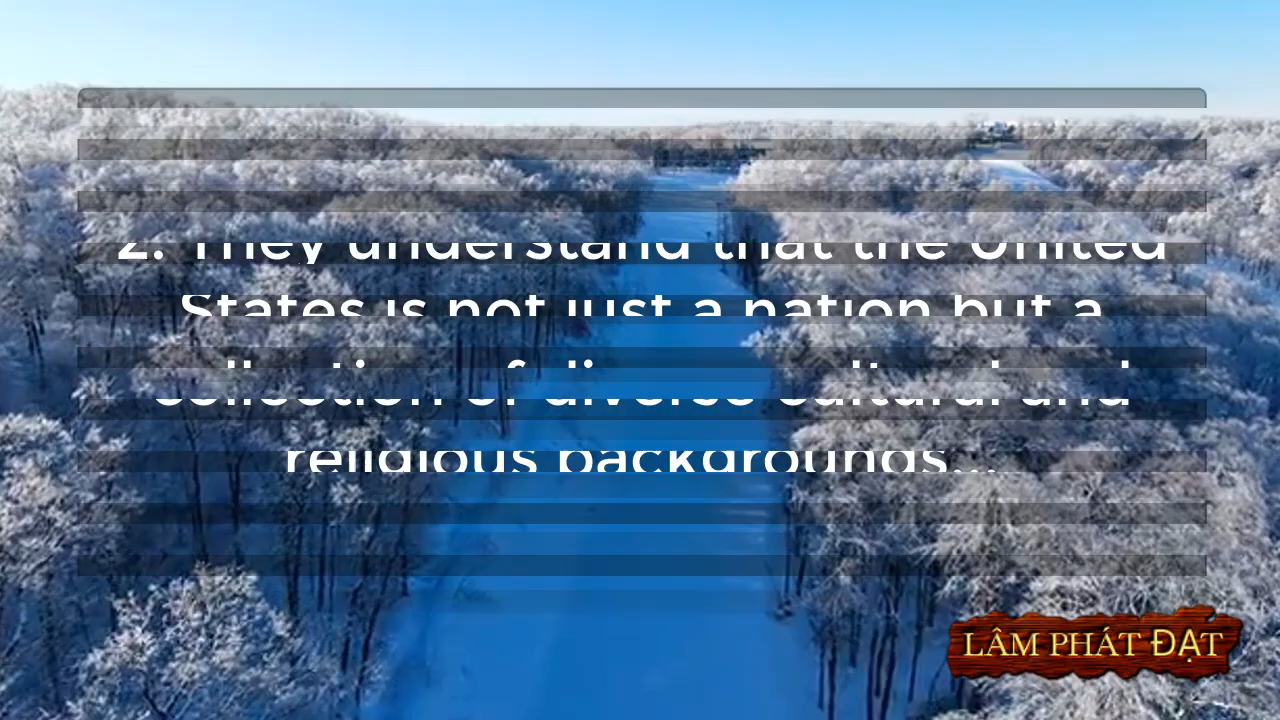 2. They understand that the United
States is not just a nation but a
collection of diverse cultural and
religious backgrounds...
LÂM PHÁT ĐẠT